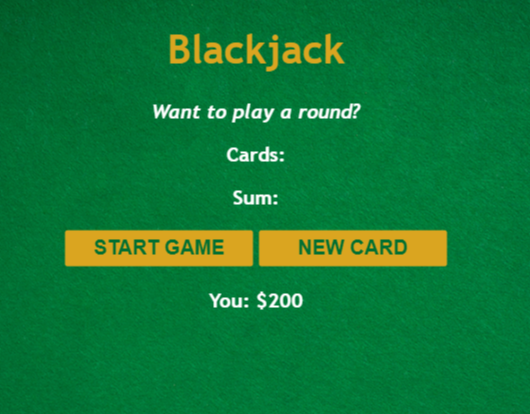 Blackjack
Want to play a round?
Cards:
Sum:
START GAME NEW CARD
You: $200